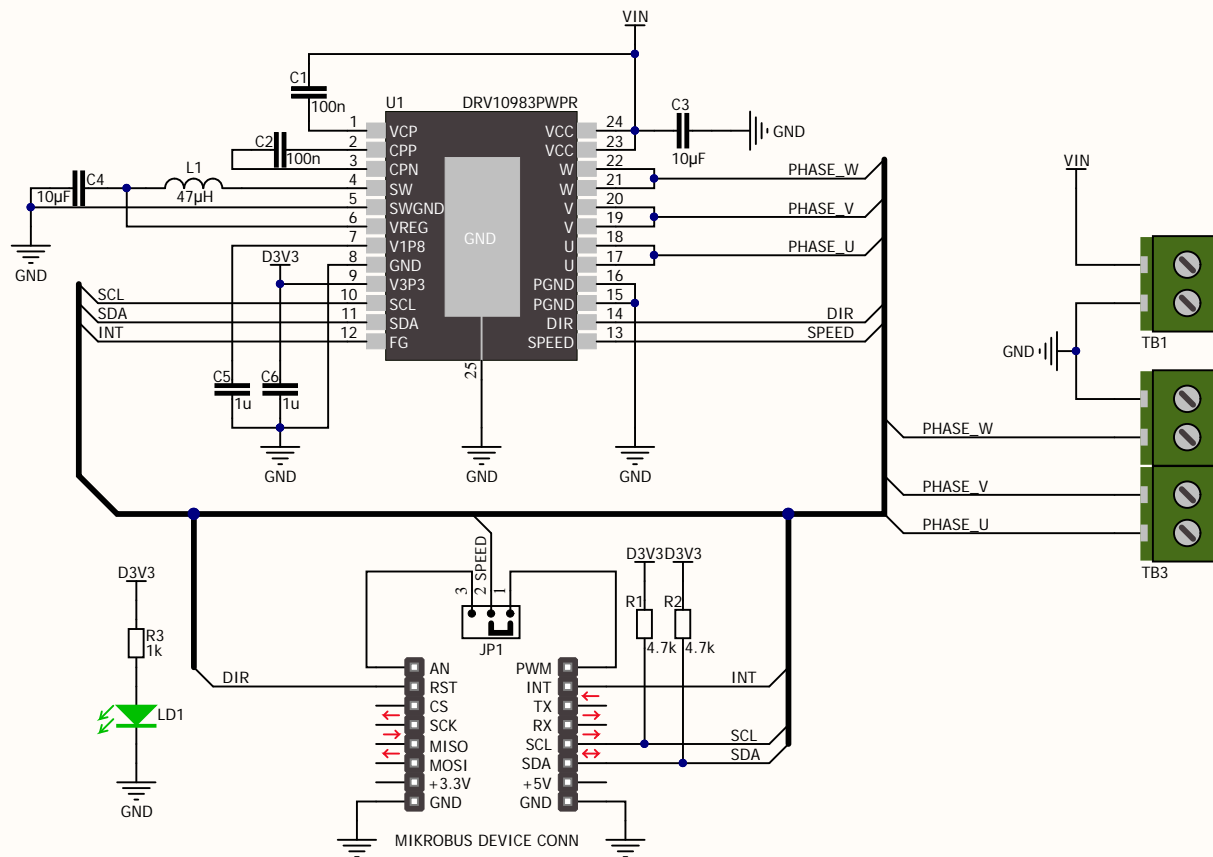 VIN
C1
100n
U1 DRV10983PWPR
C3
10µF
GND
1 VCP VCC 24
2 CPP VCC 23
3 CPN W 22
4 SW W 21
5 SWGND V 20
6 VREG V 19
7 V1P8 U 18
8 GND U 17
9 V3P3 PGND 16
10 SCL PGND 15
11 SDA DIR 14
12 FG SPEED 13
GND
25
C2
100n
C4
10µF
L1
47µH
GND
D3V3
SCL
SDA
INT
C5
1u
C6
1u
GND
GND
GND
PHASE_W
PHASE_V
PHASE_U
DIR
SPEED
VIN
TB1
GND
PHASE_W
PHASE_V
PHASE_U
TB3
D3V3
R3
1k
LD1
GND
SPEED
3 2 1
JP1
D3V3 D3V3
R1 R2
4.7k 4.7k
DIR
INT
SCL
SDA
AN PWM
RST INT
CS TX
SCK RX
MISO SCL
MOSI SDA
+3.3V +5V
GND GND
MIKROBUS DEVICE CONN